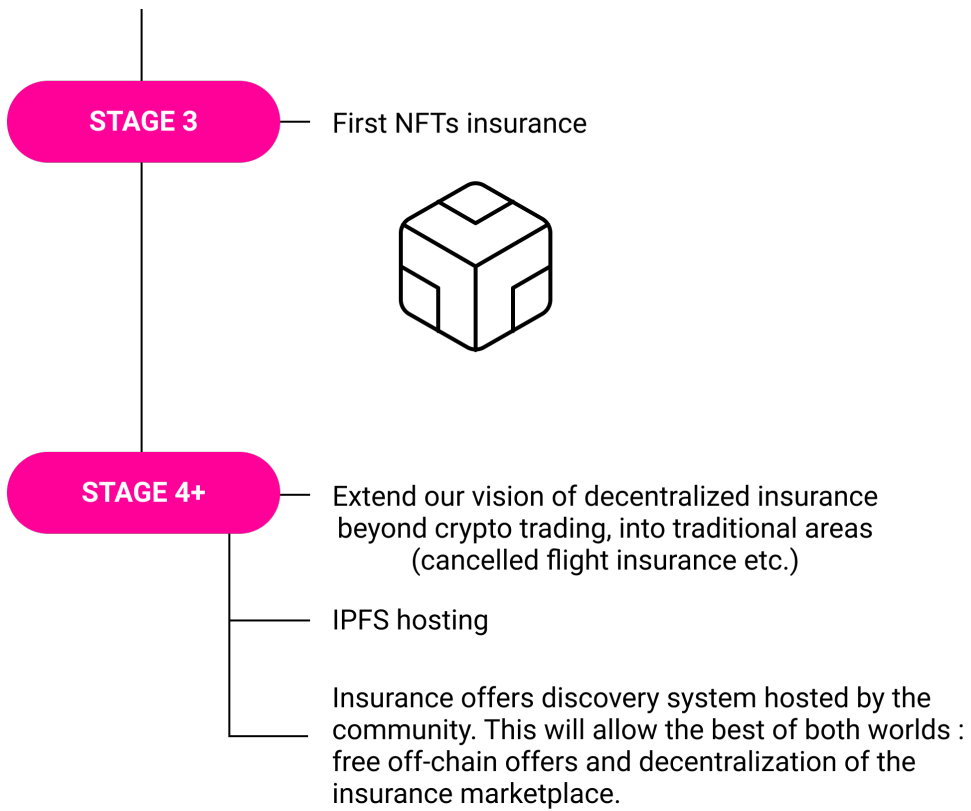 STAGE 3
First NFTs insurance
STAGE 4+
Extend our vision of decentralized insurance
beyond crypto trading, into traditional areas
(cancelled flight insurance etc.)
IPFS hosting
Insurance offers discovery system hosted by the
community. This will allow the best of both worlds :
free off-chain offers and decentralization of the
insurance marketplace.